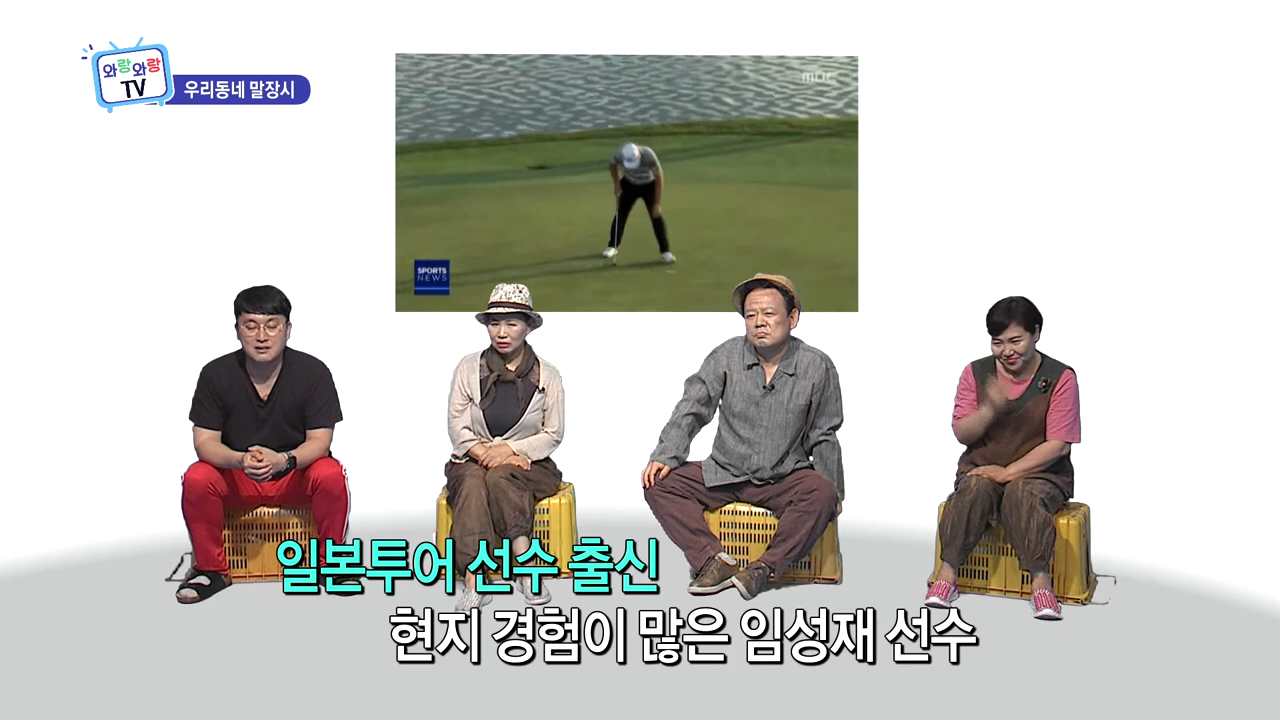 와랑와랑
TV
우리동네 말장시
mbc
SPORTS
NEWS
일본투어 선수 출신
현지 경험이 많은 임성재 선수